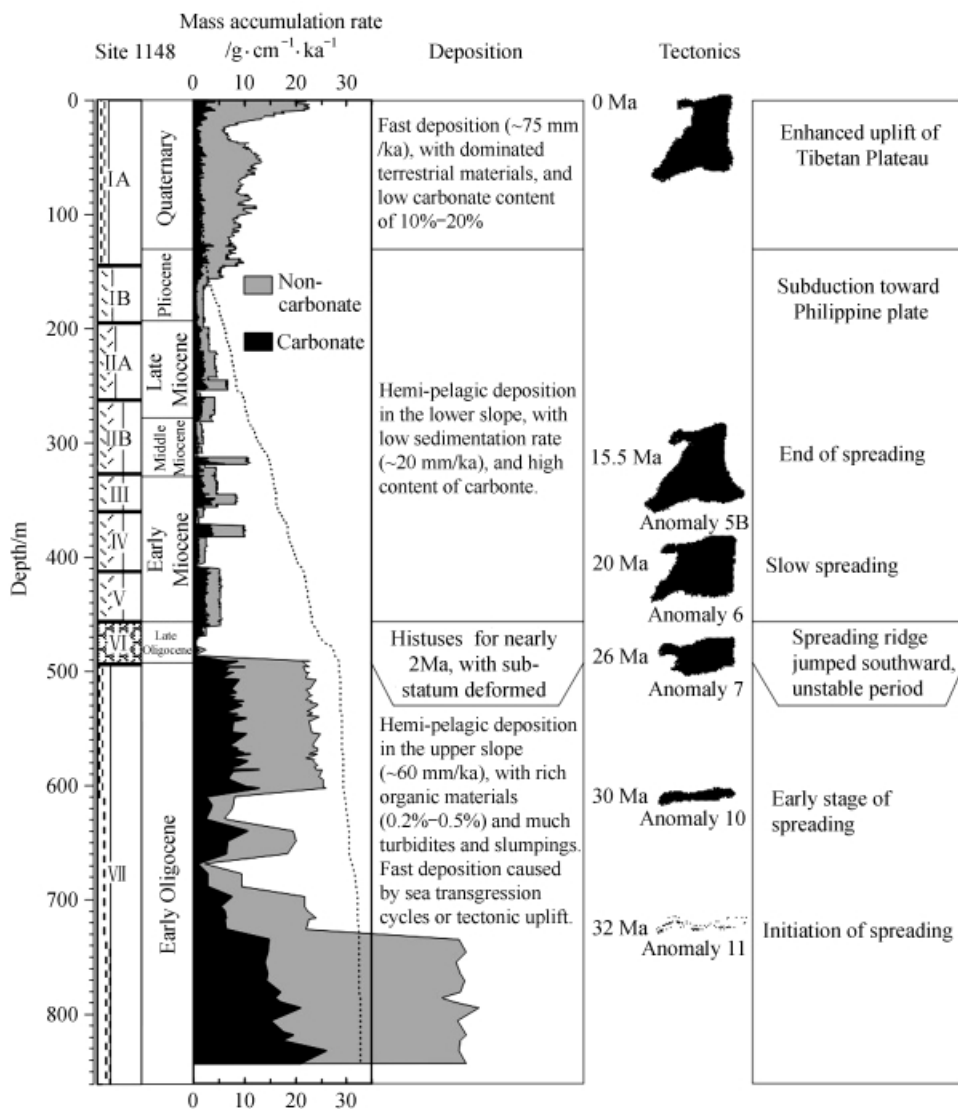 Mass accumulation rate
Site 1148 /g·cm⁻¹·ka⁻¹ Deposition Tectonics
0 10 20 30
Depth/m
0
100
200
300
400
500
600
700
800
IA
IB
IIA
IIB
III
IV
V
VI
VII
Quaternary
Pliocene
Late
Miocene
Middle
Miocene
Early
Miocene
Late
Oligocene
Early Oligocene
Non-
carbonate
Carbonate
0 10 20 30
Fast deposition (~75 mm
/ka), with dominated
terrestrial materials, and
low carbonate content
of 10%−20%
Hemi-pelagic deposition
in the lower slope, with
low sedimentation rate
(~20 mm/ka), and high
content of carbonte.
Histuses for nearly
2Ma, with sub-
statum deformed
Hemi-pelagic deposition
in the upper slope
(~60 mm/ka), with rich
organic materials
(0.2%−0.5%) and much
turbidites and slumpings.
Fast deposition caused
by sea transgression
cycles or tectonic uplift.
0 Ma
15.5 Ma
Anomaly 5B
20 Ma
Anomaly 6
26 Ma
Anomaly 7
30 Ma
Anomaly 10
32 Ma
Anomaly 11
Enhanced uplift of
Tibetan Plateau
Subduction toward
Philippine plate
End of spreading
Slow spreading
Spreading ridge
jumped southward,
unstable period
Early stage of
spreading
Initiation of spreading